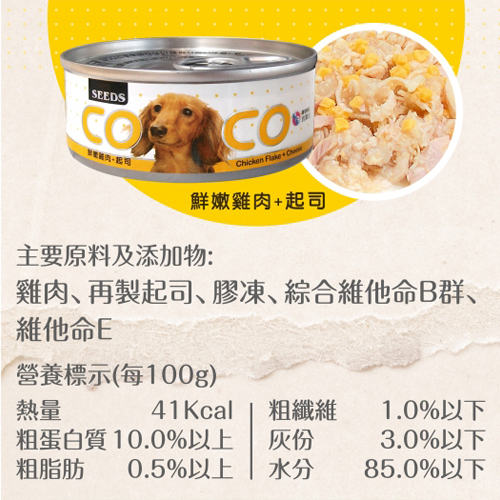 SEEDS
COCO
鮮嫩雞肉+起司
Chicken Flake + Cheese
鮮嫩雞肉+起司
主要原料及添加物:
雞肉、再製起司、膠凍、綜合維他命B群、
維他命E
營養標示(每100g)
熱量 41Kcal
粗蛋白質 10.0%以上
粗脂肪 0.5%以上
粗纖維 1.0%以下
灰份 3.0%以下
水分 85.0%以下